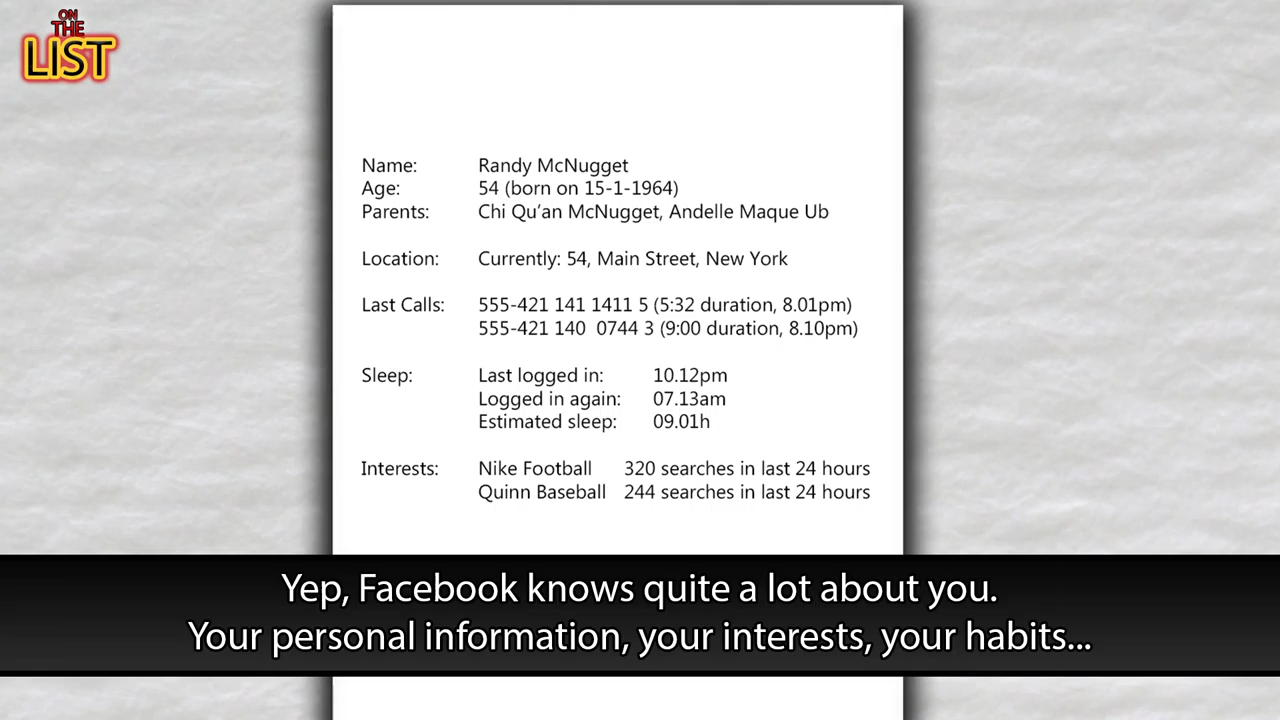 ON
THE
LIST
Name: Randy McNugget
Age: 54 (born on 15-1-1964)
Parents: Chi Qu’an McNugget, Andelle Maque Ub
Location: Currently: 54, Main Street, New York
Last Calls: 555-421 141 1411 5 (5:32 duration, 8.01pm)
555-421 140 0744 3 (9:00 duration, 8.10pm)
Sleep: Last logged in: 10.12pm
Logged in again: 07.13am
Estimated sleep: 09.01h
Interests: Nike Football 320 searches in last 24 hours
Quinn Baseball 244 searches in last 24 hours
Yep, Facebook knows quite a lot about you.
Your personal information, your interests, your habits...